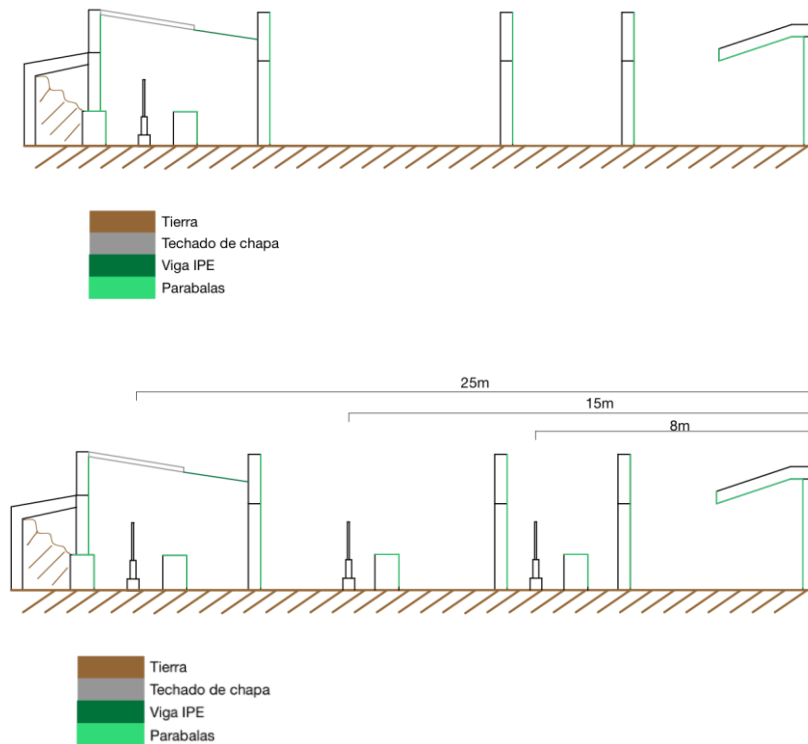 Tierra
Techado de chapa
Viga IPE
Parabalas
25m
15m
8m
Tierra
Techado de chapa
Viga IPE
Parabalas